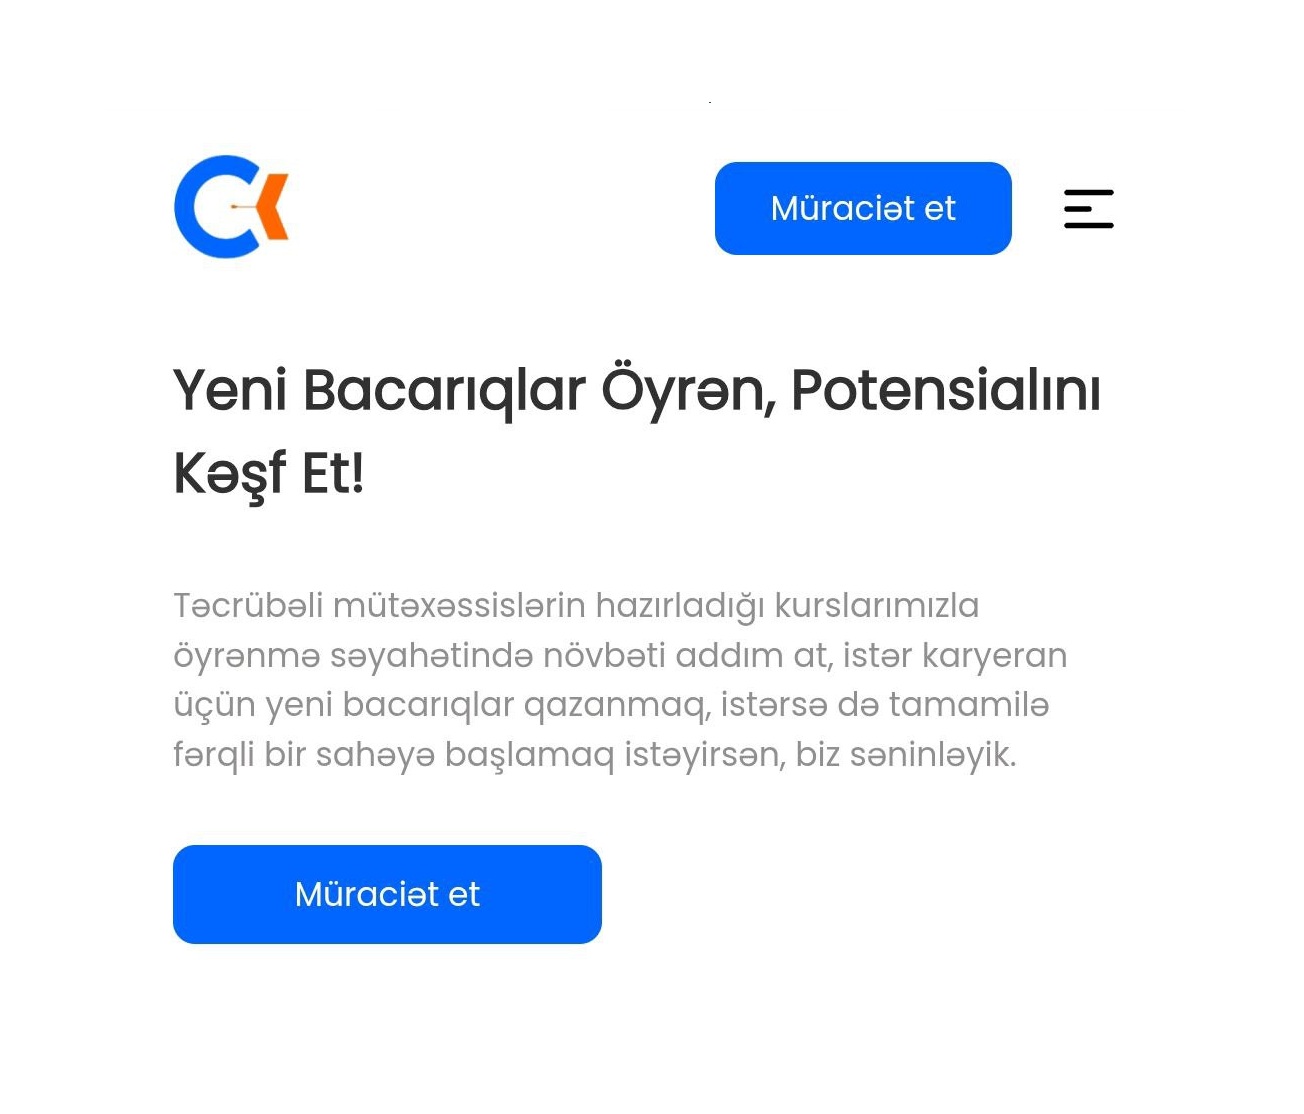 Müraciət et
Yeni Bacarıqlar Öyrən, Potensialını
Kəşf Et!
Təcrübəli mütəxəssislərin hazırladığı kurslarımızla
öyrənmə səyahətində növbəti addım at, istər karyeran
üçün yeni bacarıqlar qazanmaq, istərsə də tamamilə
fərqli bir sahəyə başlamaq istəyirsən, biz səninləyik.
Müraciət et